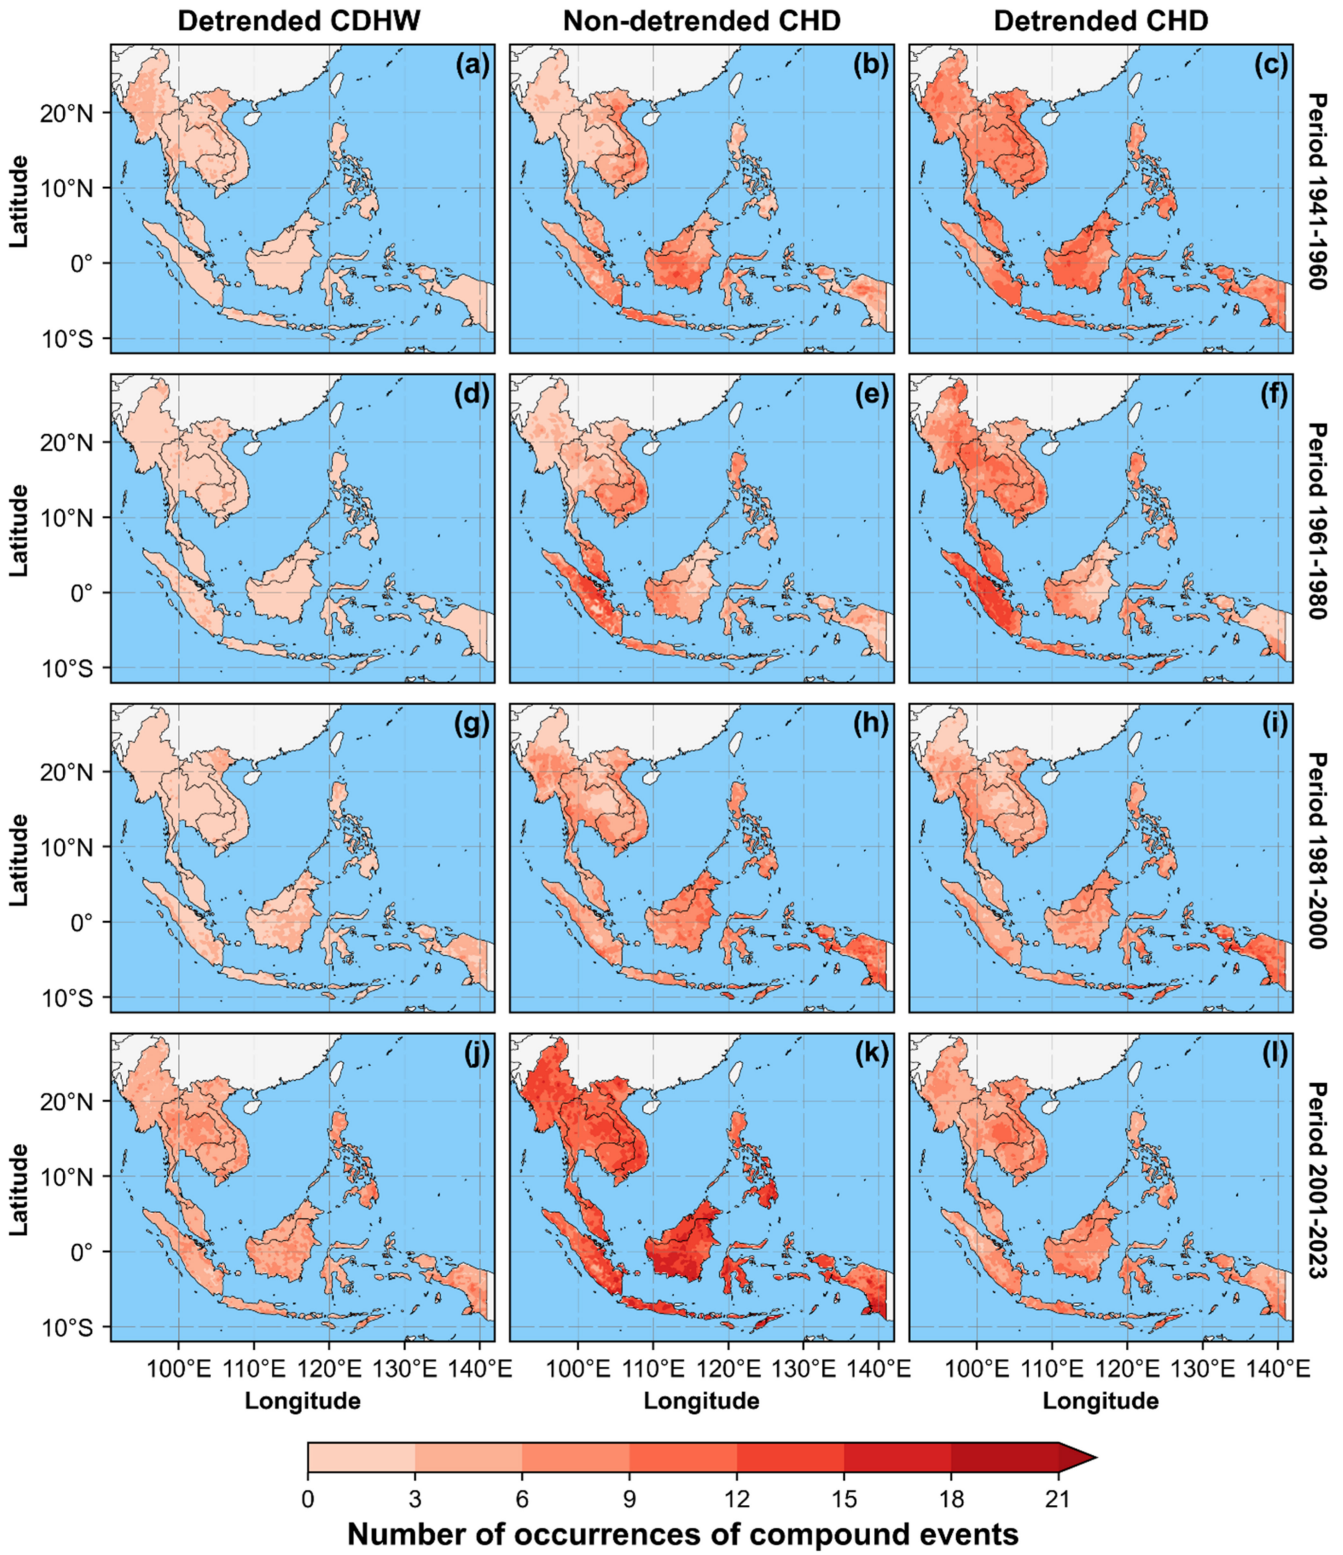 Detrended CDHW Non-detrended CHD Detrended CHD
(a) (b) (c)
20°N
10°N
0°
10°S
Latitude
Period 1941-1960
(d) (e) (f)
20°N
10°N
0°
10°S
Latitude
Period 1961-1980
(g) (h) (i)
20°N
10°N
0°
10°S
Latitude
Period 1981-2000
(j) (k) (l)
20°N
10°N
0°
10°S
Latitude
Period 2001-2023
100°E 110°E 120°E 130°E 140°E 100°E 110°E 120°E 130°E 140°E 100°E 110°E 120°E 130°E 140°E
Longitude Longitude Longitude
0 3 6 9 12 15 18 21
Number of occurrences of compound events